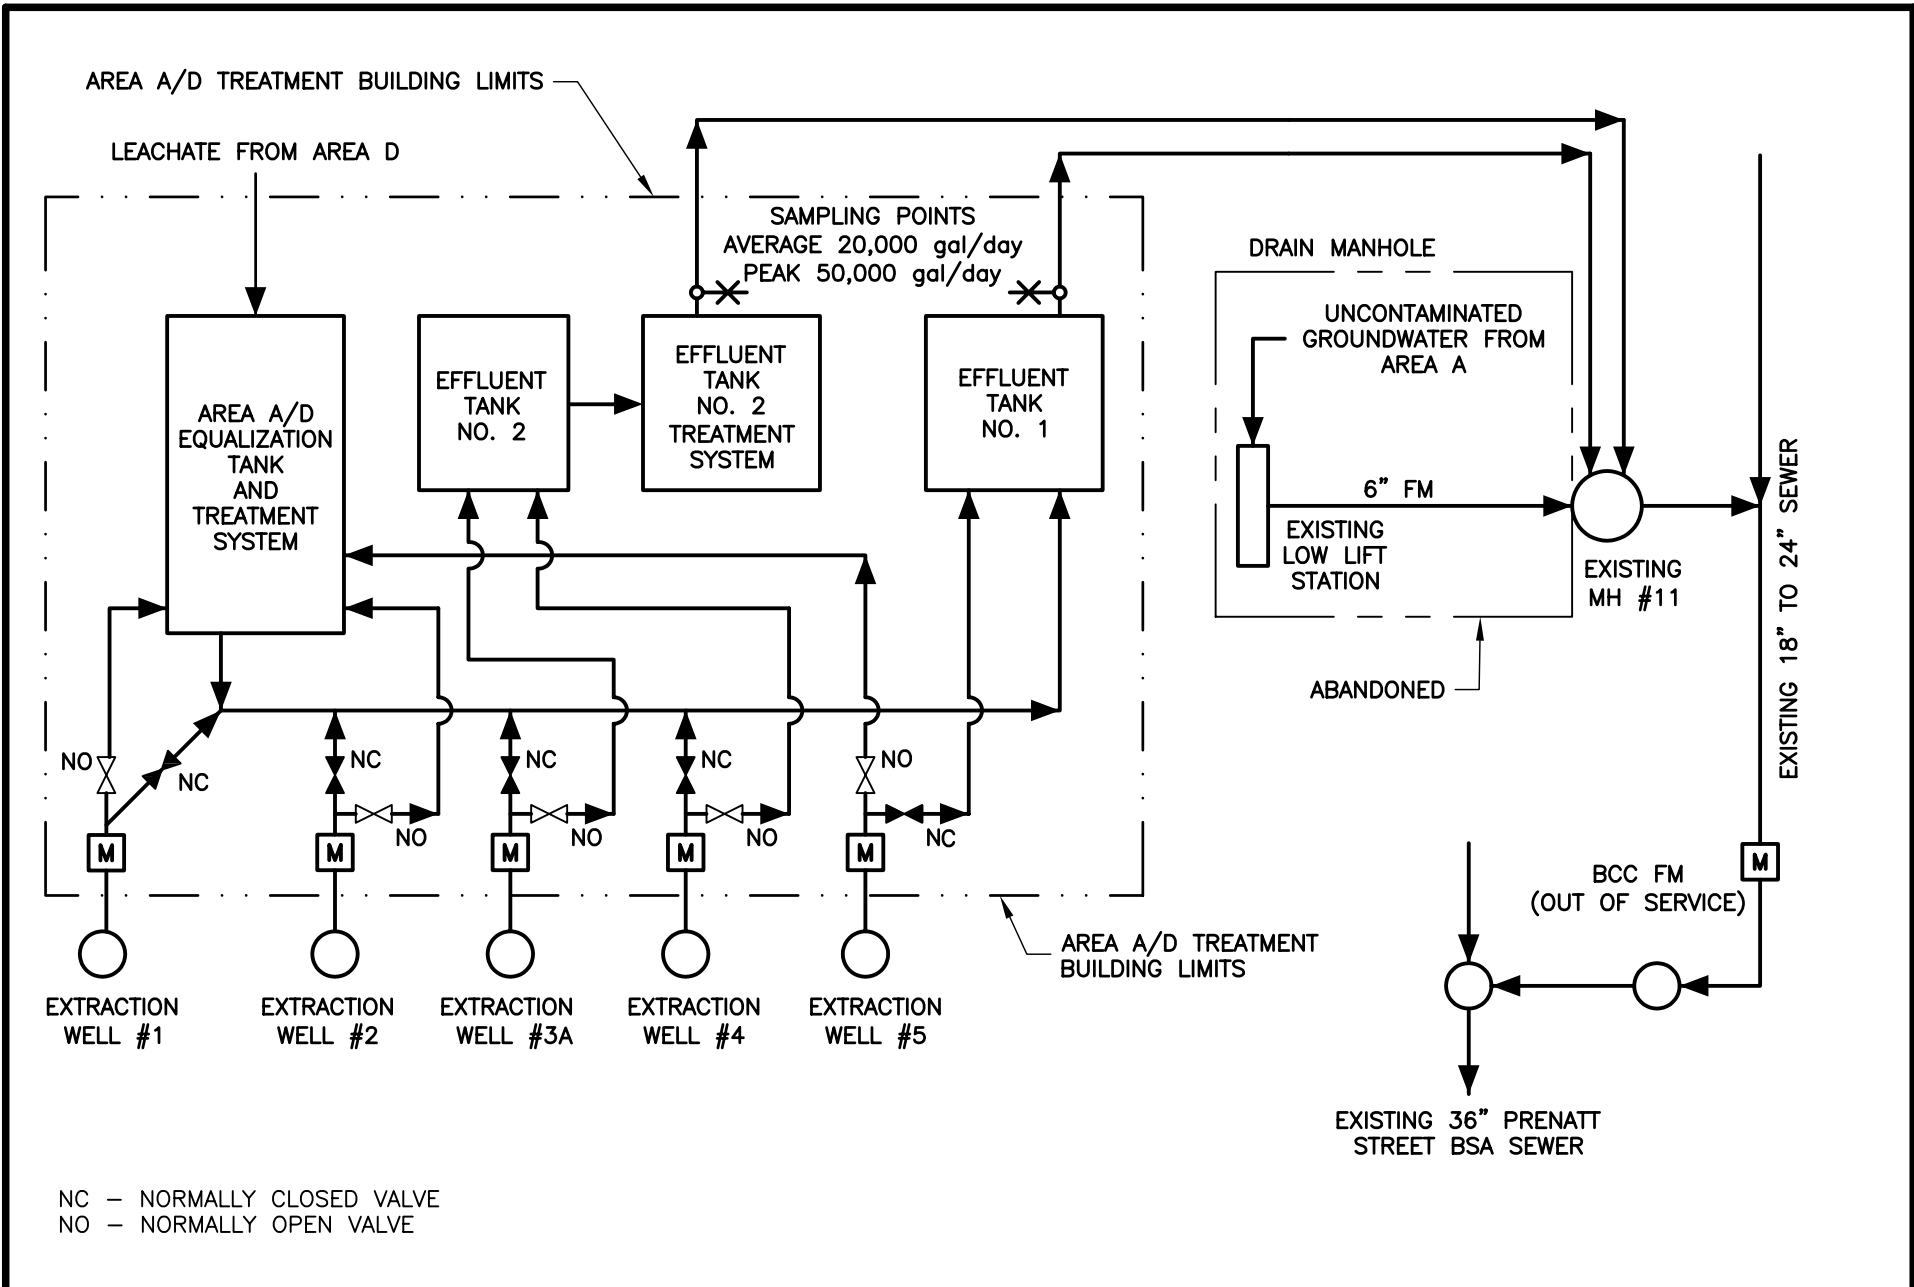 AREA A/D TREATMENT BUILDING LIMITS
LEACHATE FROM AREA D
SAMPLING POINTS
AVERAGE 20,000 gal/day
PEAK 50,000 gal/day
DRAIN MANHOLE
UNCONTAMINATED
GROUNDWATER FROM
AREA A
AREA A/D
EQUALIZATION
TANK
AND
TREATMENT
SYSTEM
EFFLUENT
TANK
NO. 2
EFFLUENT
TANK
NO. 2
TREATMENT
SYSTEM
EFFLUENT
TANK
NO. 1
6" FM
EXISTING
LOW LIFT
STATION
EXISTING
MH #11
EXISTING 18" TO 24" SEWER
ABANDONED
NO
NC
NC
NO
NC
NO
NC
NO
NO
NC
M
M
M
M
M
M
BCC FM
(OUT OF SERVICE)
AREA A/D TREATMENT
BUILDING LIMITS
EXTRACTION
WELL #1
EXTRACTION
WELL #2
EXTRACTION
WELL #3A
EXTRACTION
WELL #4
EXTRACTION
WELL #5
EXISTING 36" PRENATT
STREET BSA SEWER
NC - NORMALLY CLOSED VALVE
NO - NORMALLY OPEN VALVE